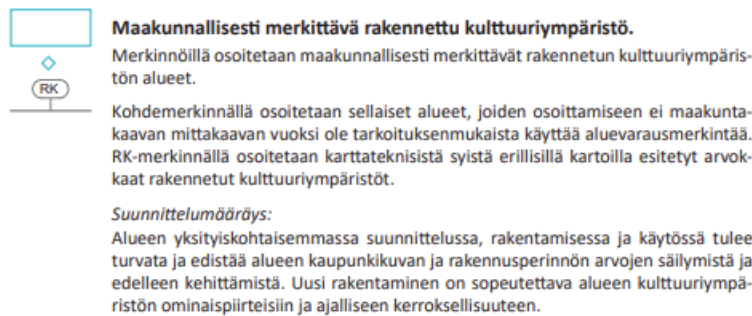 Maakunnallisesti merkittävä rakennettu kulttuuriympäristö.
Merkinnöillä osoitetaan maakunnallisesti merkittävät rakennetun kulttuuriympäris-
tön alueet.
RK
Kohdemerkinnällä osoitetaan sellaiset alueet, joiden osoittamiseen ei maakunta-
kaavan mittakaavan vuoksi ole tarkoituksenmukaista käyttää aluevarausmerkintää.
RK-merkinnällä osoitetaan karttateknisistä syistä erillisillä kartoilla esitetyt arvok-
kaat rakennetut kulttuuriympäristöt.
Suunnittelumääräys:
Alueen yksityiskohtaisemmassa suunnittelussa, rakentamisessa ja käytössä tulee
turvata ja edistää alueen kaupunkikuvan ja rakennusperinnön arvojen säilymistä ja
edelleen kehittämistä. Uusi rakentaminen on sopeutettava alueen kulttuuriympä-
ristön ominaispiirteisiin ja ajalliseen kerroksellisuuteen.